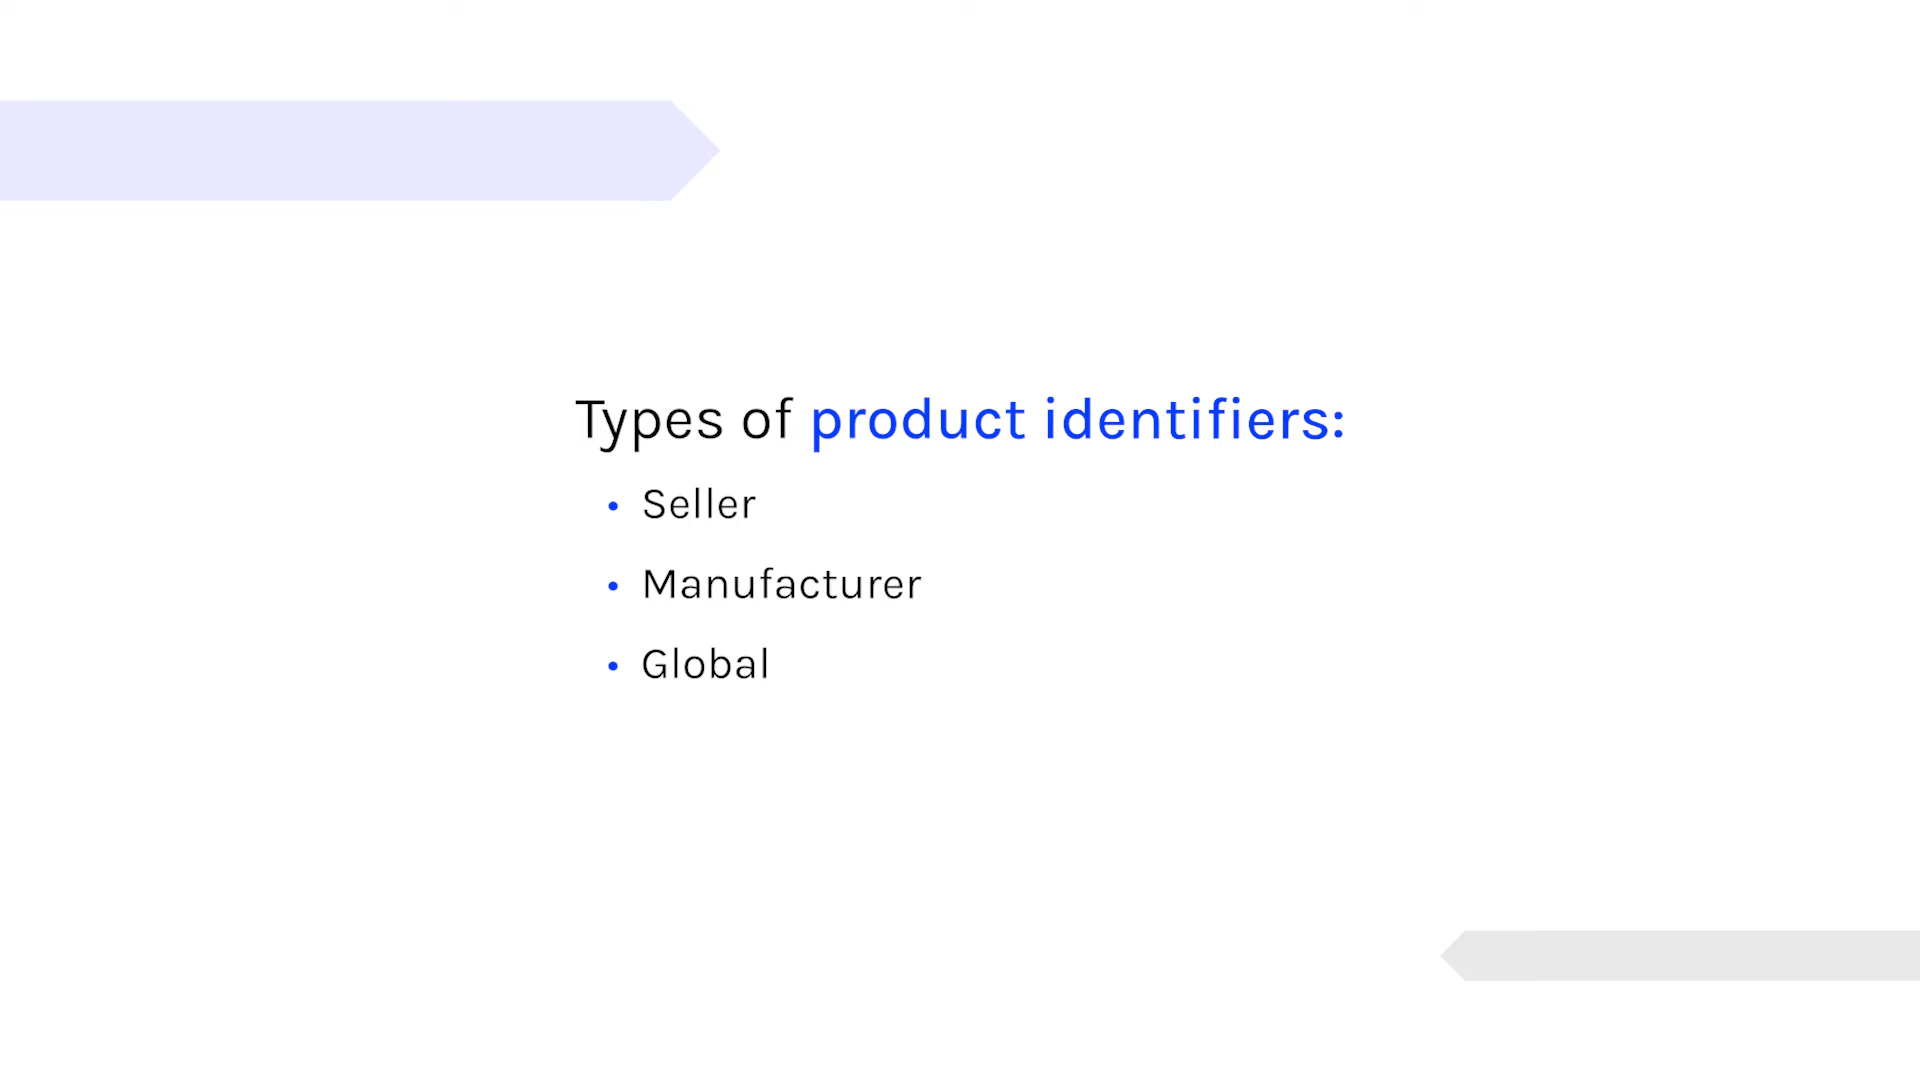 Types of product identifiers:
• Seller
• Manufacturer
• Global